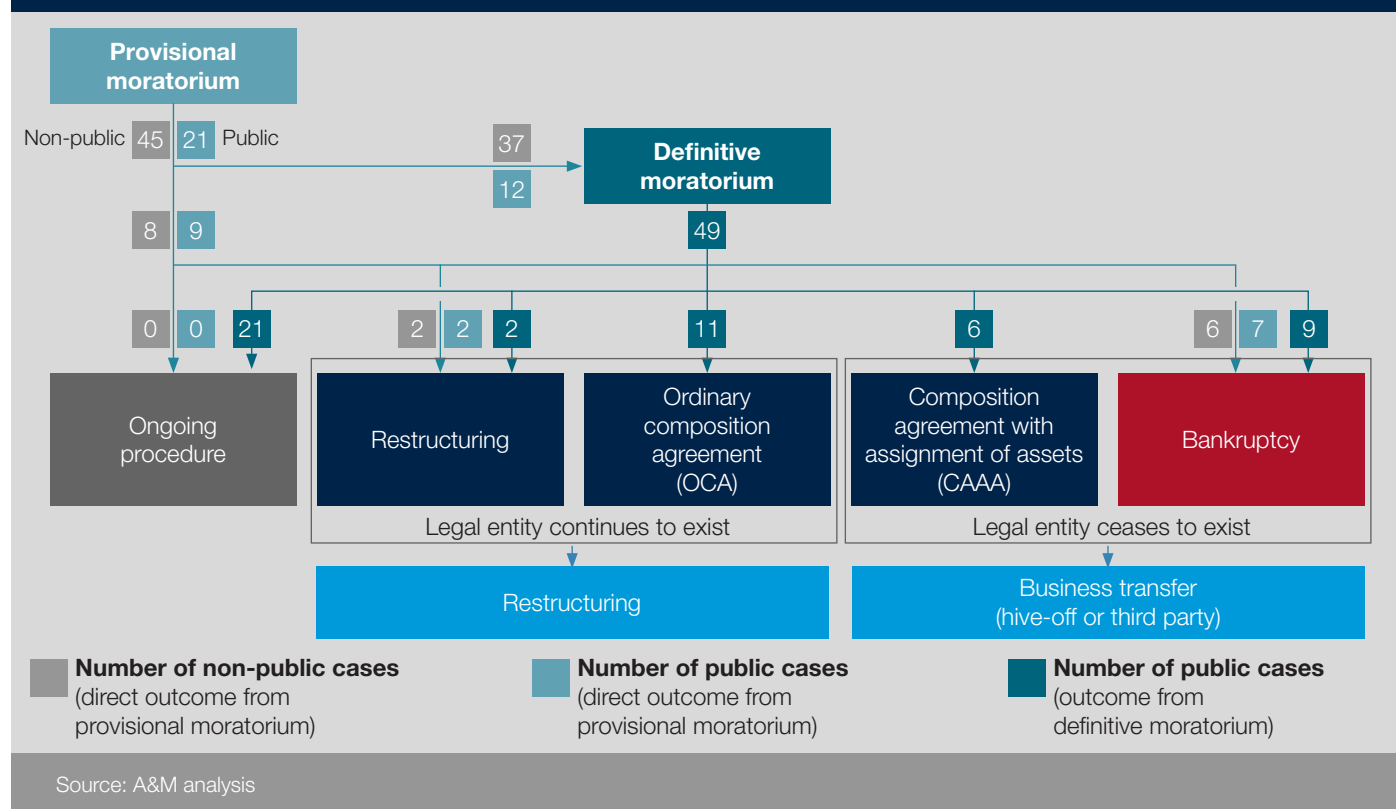 Provisional
moratorium
Non-public 45 21 Public
37
12
Definitive
moratorium
8 9
49
0 0 21
2 2 2
11
6
6 7 9
Ongoing
procedure
Restructuring
Ordinary
composition
agreement
(OCA)
Composition
agreement with
assignment of assets
(CAAA)
Bankruptcy
Legal entity continues to exist
Legal entity ceases to exist
Restructuring
Business transfer
(hive-off or third party)
Number of non-public cases
(direct outcome from
provisional moratorium)
Number of public cases
(direct outcome from
provisional moratorium)
Number of public cases
(outcome from
definitive moratorium)
Source: A&M analysis